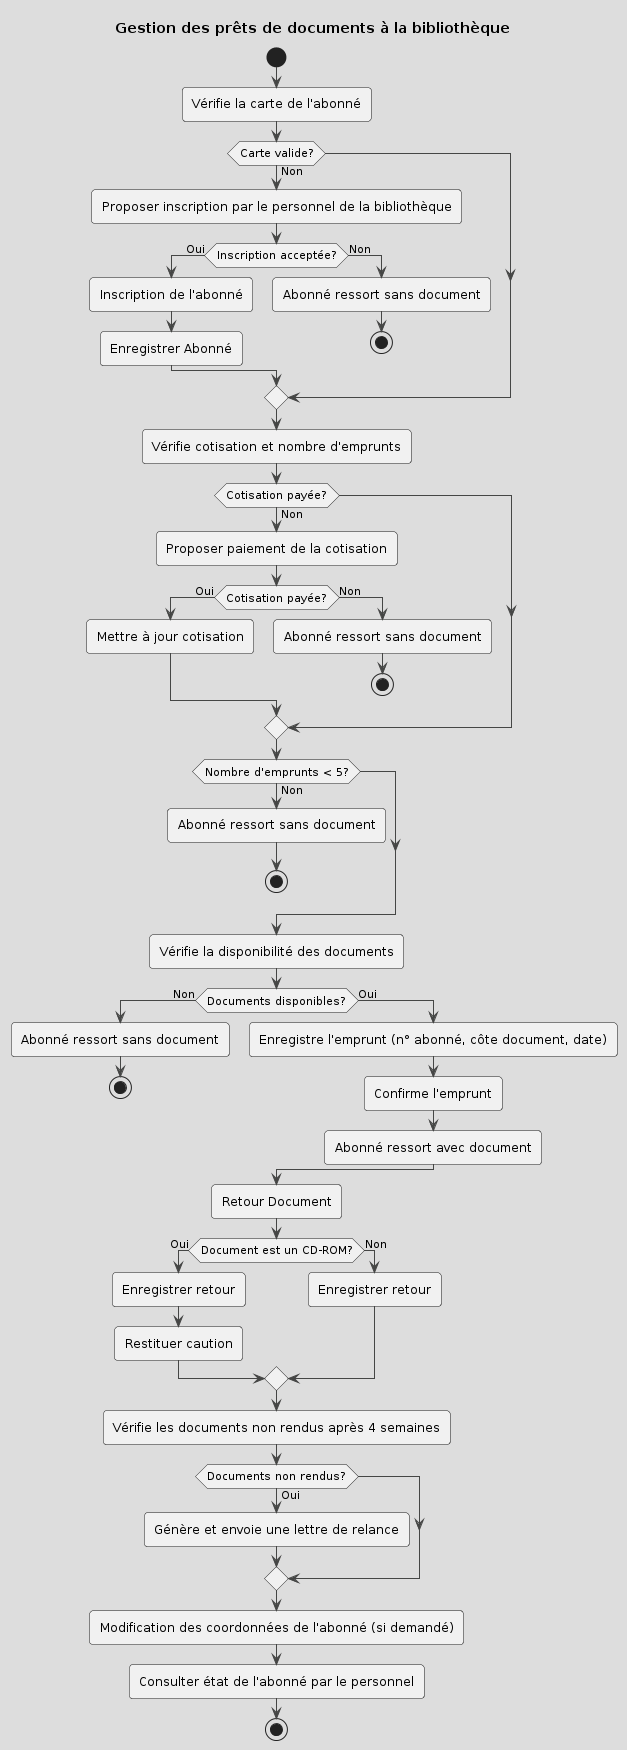 Gestion des prêts de documents à la bibliothèque
Vérifie la carte de l'abonné
Carte valide?
Non
Proposer inscription par le personnel de la bibliothèque
Oui
Inscription acceptée?
Non
Inscription de l'abonné
Abonné ressort sans document
Enregistrer Abonné
Vérifie cotisation et nombre d'emprunts
Cotisation payée?
Non
Proposer paiement de la cotisation
Oui
Cotisation payée?
Non
Mettre à jour cotisation
Abonné ressort sans document
Nombre d'emprunts < 5?
Non
Abonné ressort sans document
Vérifie la disponibilité des documents
Non
Documents disponibles?
Oui
Abonné ressort sans document
Enregistre l'emprunt (n° abonné, côte document, date)
Confirme l'emprunt
Abonné ressort avec document
Retour Document
Oui
Document est un CD-ROM?
Non
Enregistrer retour
Enregistrer retour
Restituer caution
Vérifie les documents non rendus après 4 semaines
Documents non rendus?
Oui
Génère et envoie une lettre de relance
Modification des coordonnées de l'abonné (si demandé)
Consulter état de l'abonné par le personnel